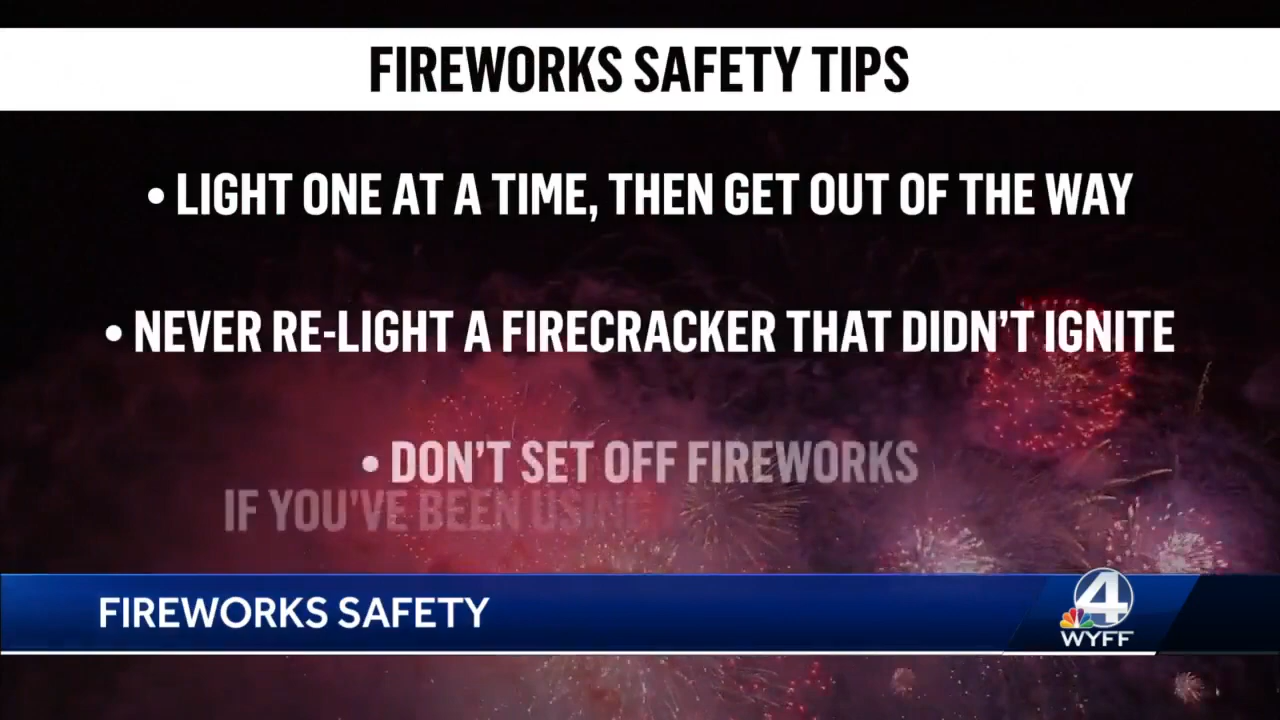 FIREWORKS SAFETY TIPS
• LIGHT ONE AT A TIME, THEN GET OUT OF THE WAY
• NEVER RE-LIGHT A FIRECRACKER THAT DIDN'T IGNITE
• DON'T SET OFF FIREWORKS
IF YOU'VE BEEN USING
FIREWORKS SAFETY
4
WYFF